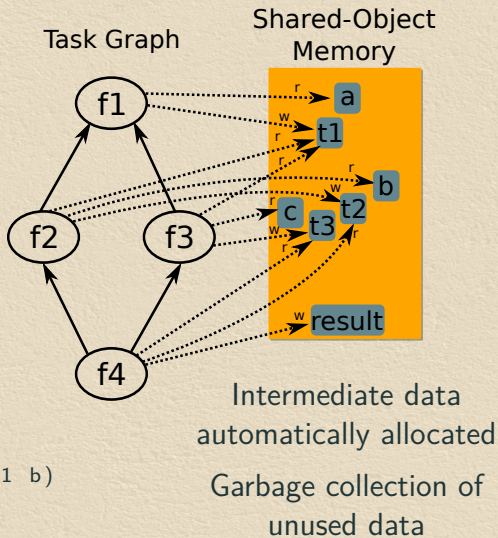 Task Graph
Shared-Object
Memory
f1
r
a
w
t1
r
r
r
b
w
t2
f2
f3
r
c
w
t3
r
r
w
result
f4
Intermediate data
automatically allocated
1 b)
Garbage collection of
unused data